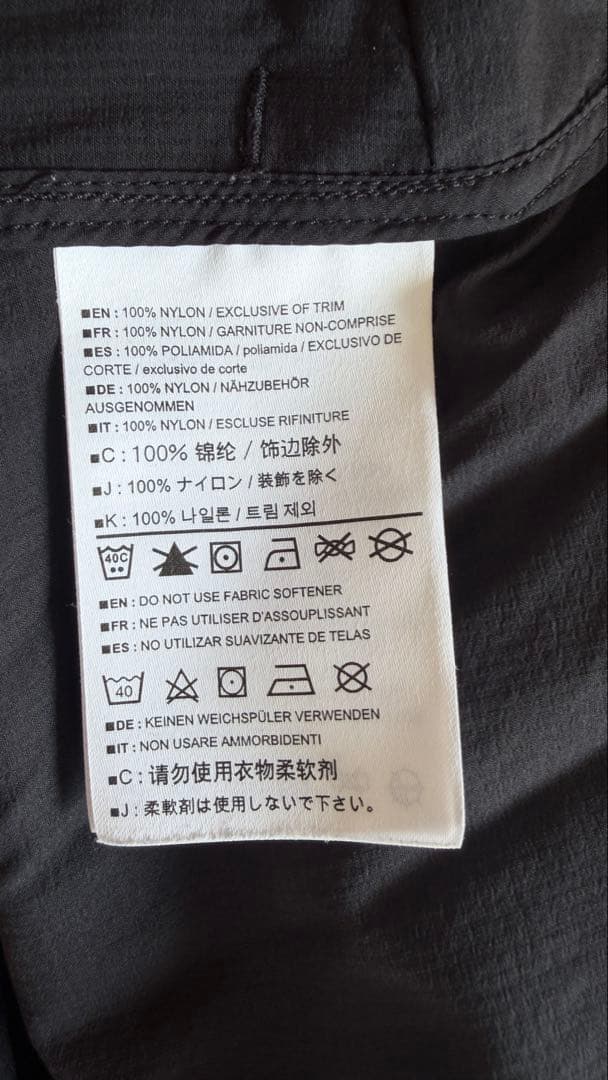 ■EN : 100% NYLON / EXCLUSIVE OF TRIM
■FR : 100% NYLON / GARNITURE NON-COMPRISE
■ES : 100% POLIAMIDA / poliamida / EXCLUSIVO DE
CORTE / exclusivo de corte
■DE : 100% NYLON / NÄHZUBEHÖR
AUSGENOMMEN
■IT : 100% NYLON / ESCLUSE RIFINITURE
■C : 100% 锦纶 / 饰边除外
■J : 100% ナイロン / 装飾を除く
■K : 100% 나일론 / 트림 제외
40C
■EN : DO NOT USE FABRIC SOFTENER
■FR : NE PAS UTILISER D'ASSOUPLISSANT
■ES : NO UTILIZAR SUAVIZANTE DE TELAS
40
■DE : KEINEN WEICHSPÜLER VERWENDEN
■IT : NON USARE AMMORBIDENTI
■C : 请勿使用衣物柔软剂
■J : 柔軟剤は使用しないで下さい。